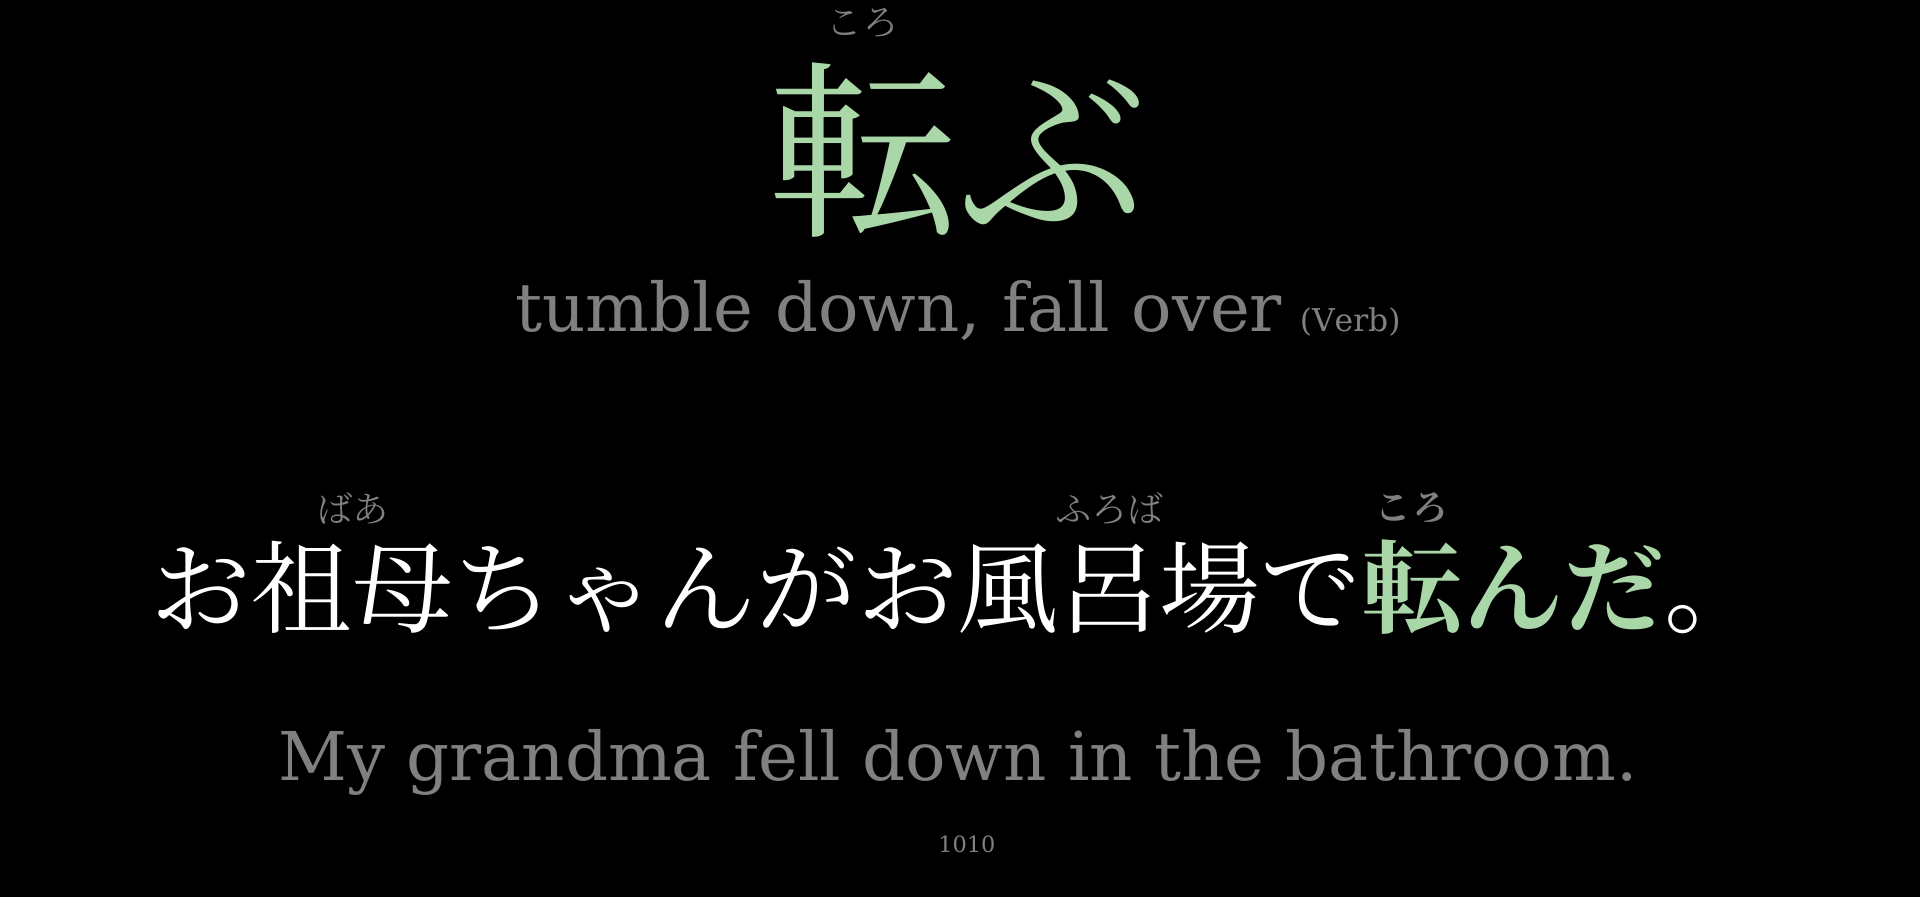 ころ
転ぶ
tumble down, fall over (Verb)
ばあ ふろば ころ
お祖母ちゃんがお風呂場で転んだ。
My grandma fell down in the bathroom.
1010